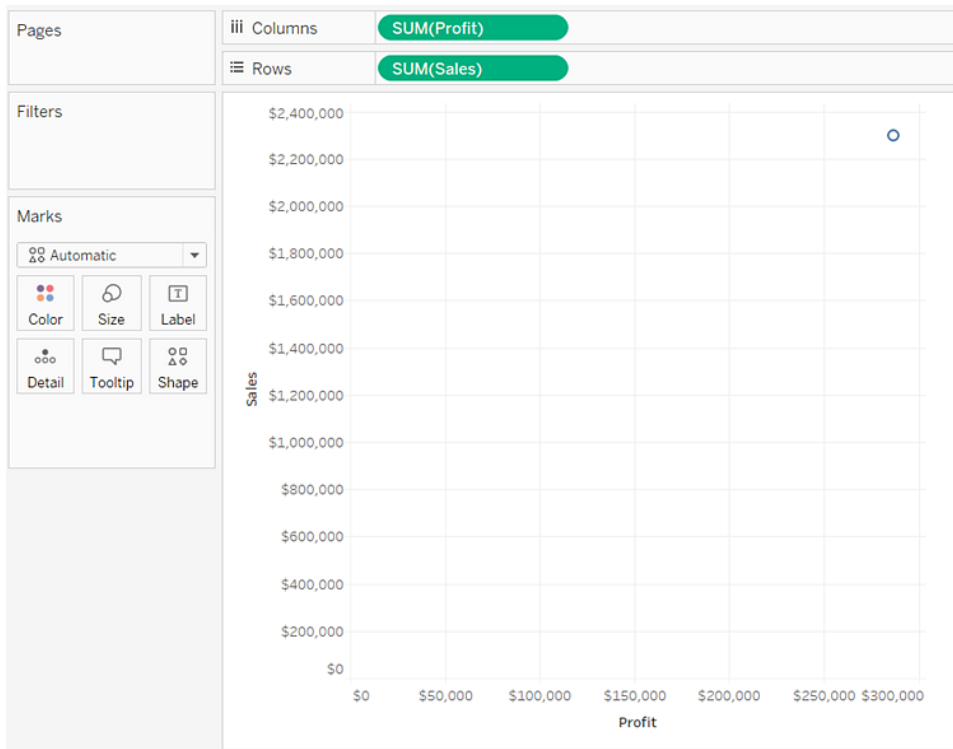 Pages
Columns
SUM(Profit)
Rows
SUM(Sales)
Filters
Marks
Automatic
Color
Size
Label
Detail
Tooltip
Shape
$2,400,000
$2,200,000
$2,000,000
$1,800,000
$1,600,000
$1,400,000
$1,200,000
$1,000,000
$800,000
$600,000
$400,000
$200,000
$0
Sales
$0 $50,000 $100,000 $150,000 $200,000 $250,000 $300,000
Profit